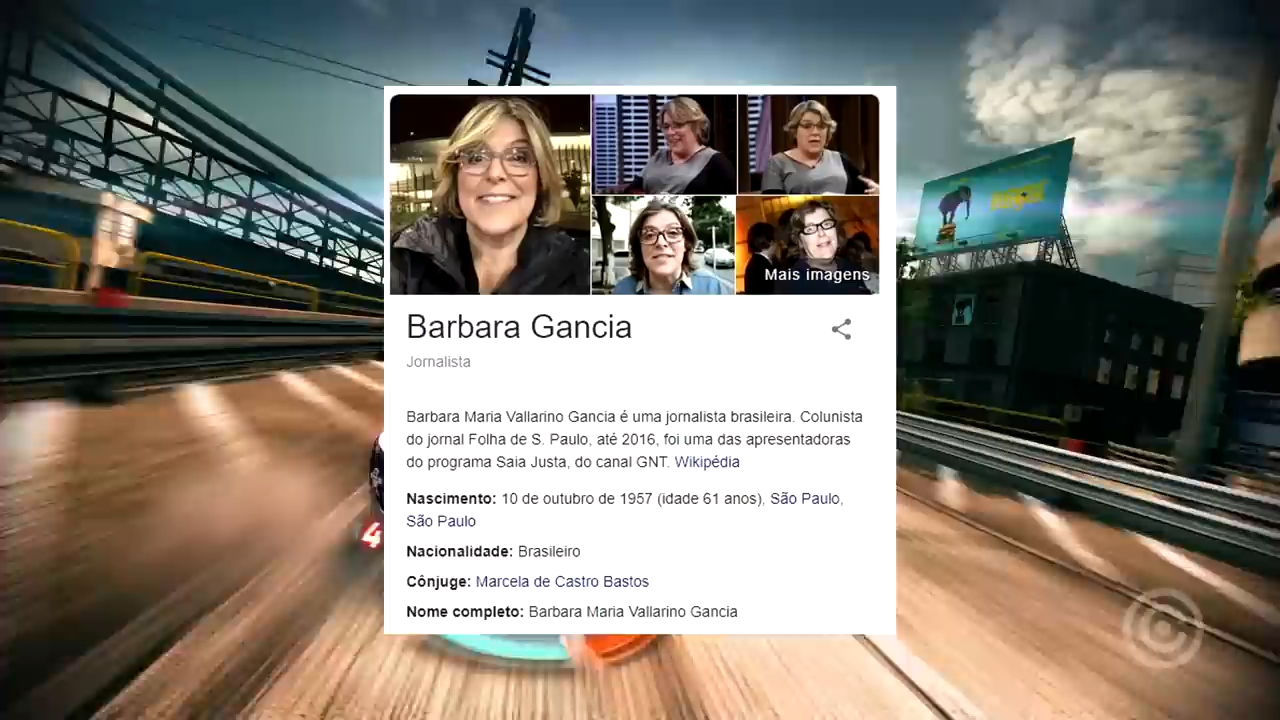 Mais imagens
Barbara Gancia
Jornalista
Barbara Maria Vallarino Gancia é uma jornalista brasileira. Colunista
do jornal Folha de S. Paulo, até 2016, foi uma das apresentadoras
do programa Saia Justa, do canal GNT. Wikipédia
Nascimento: 10 de outubro de 1957 (idade 61 anos), São Paulo,
São Paulo
Nacionalidade: Brasileiro
Cônjuge: Marcela de Castro Bastos
Nome completo: Barbara Maria Vallarino Gancia
4